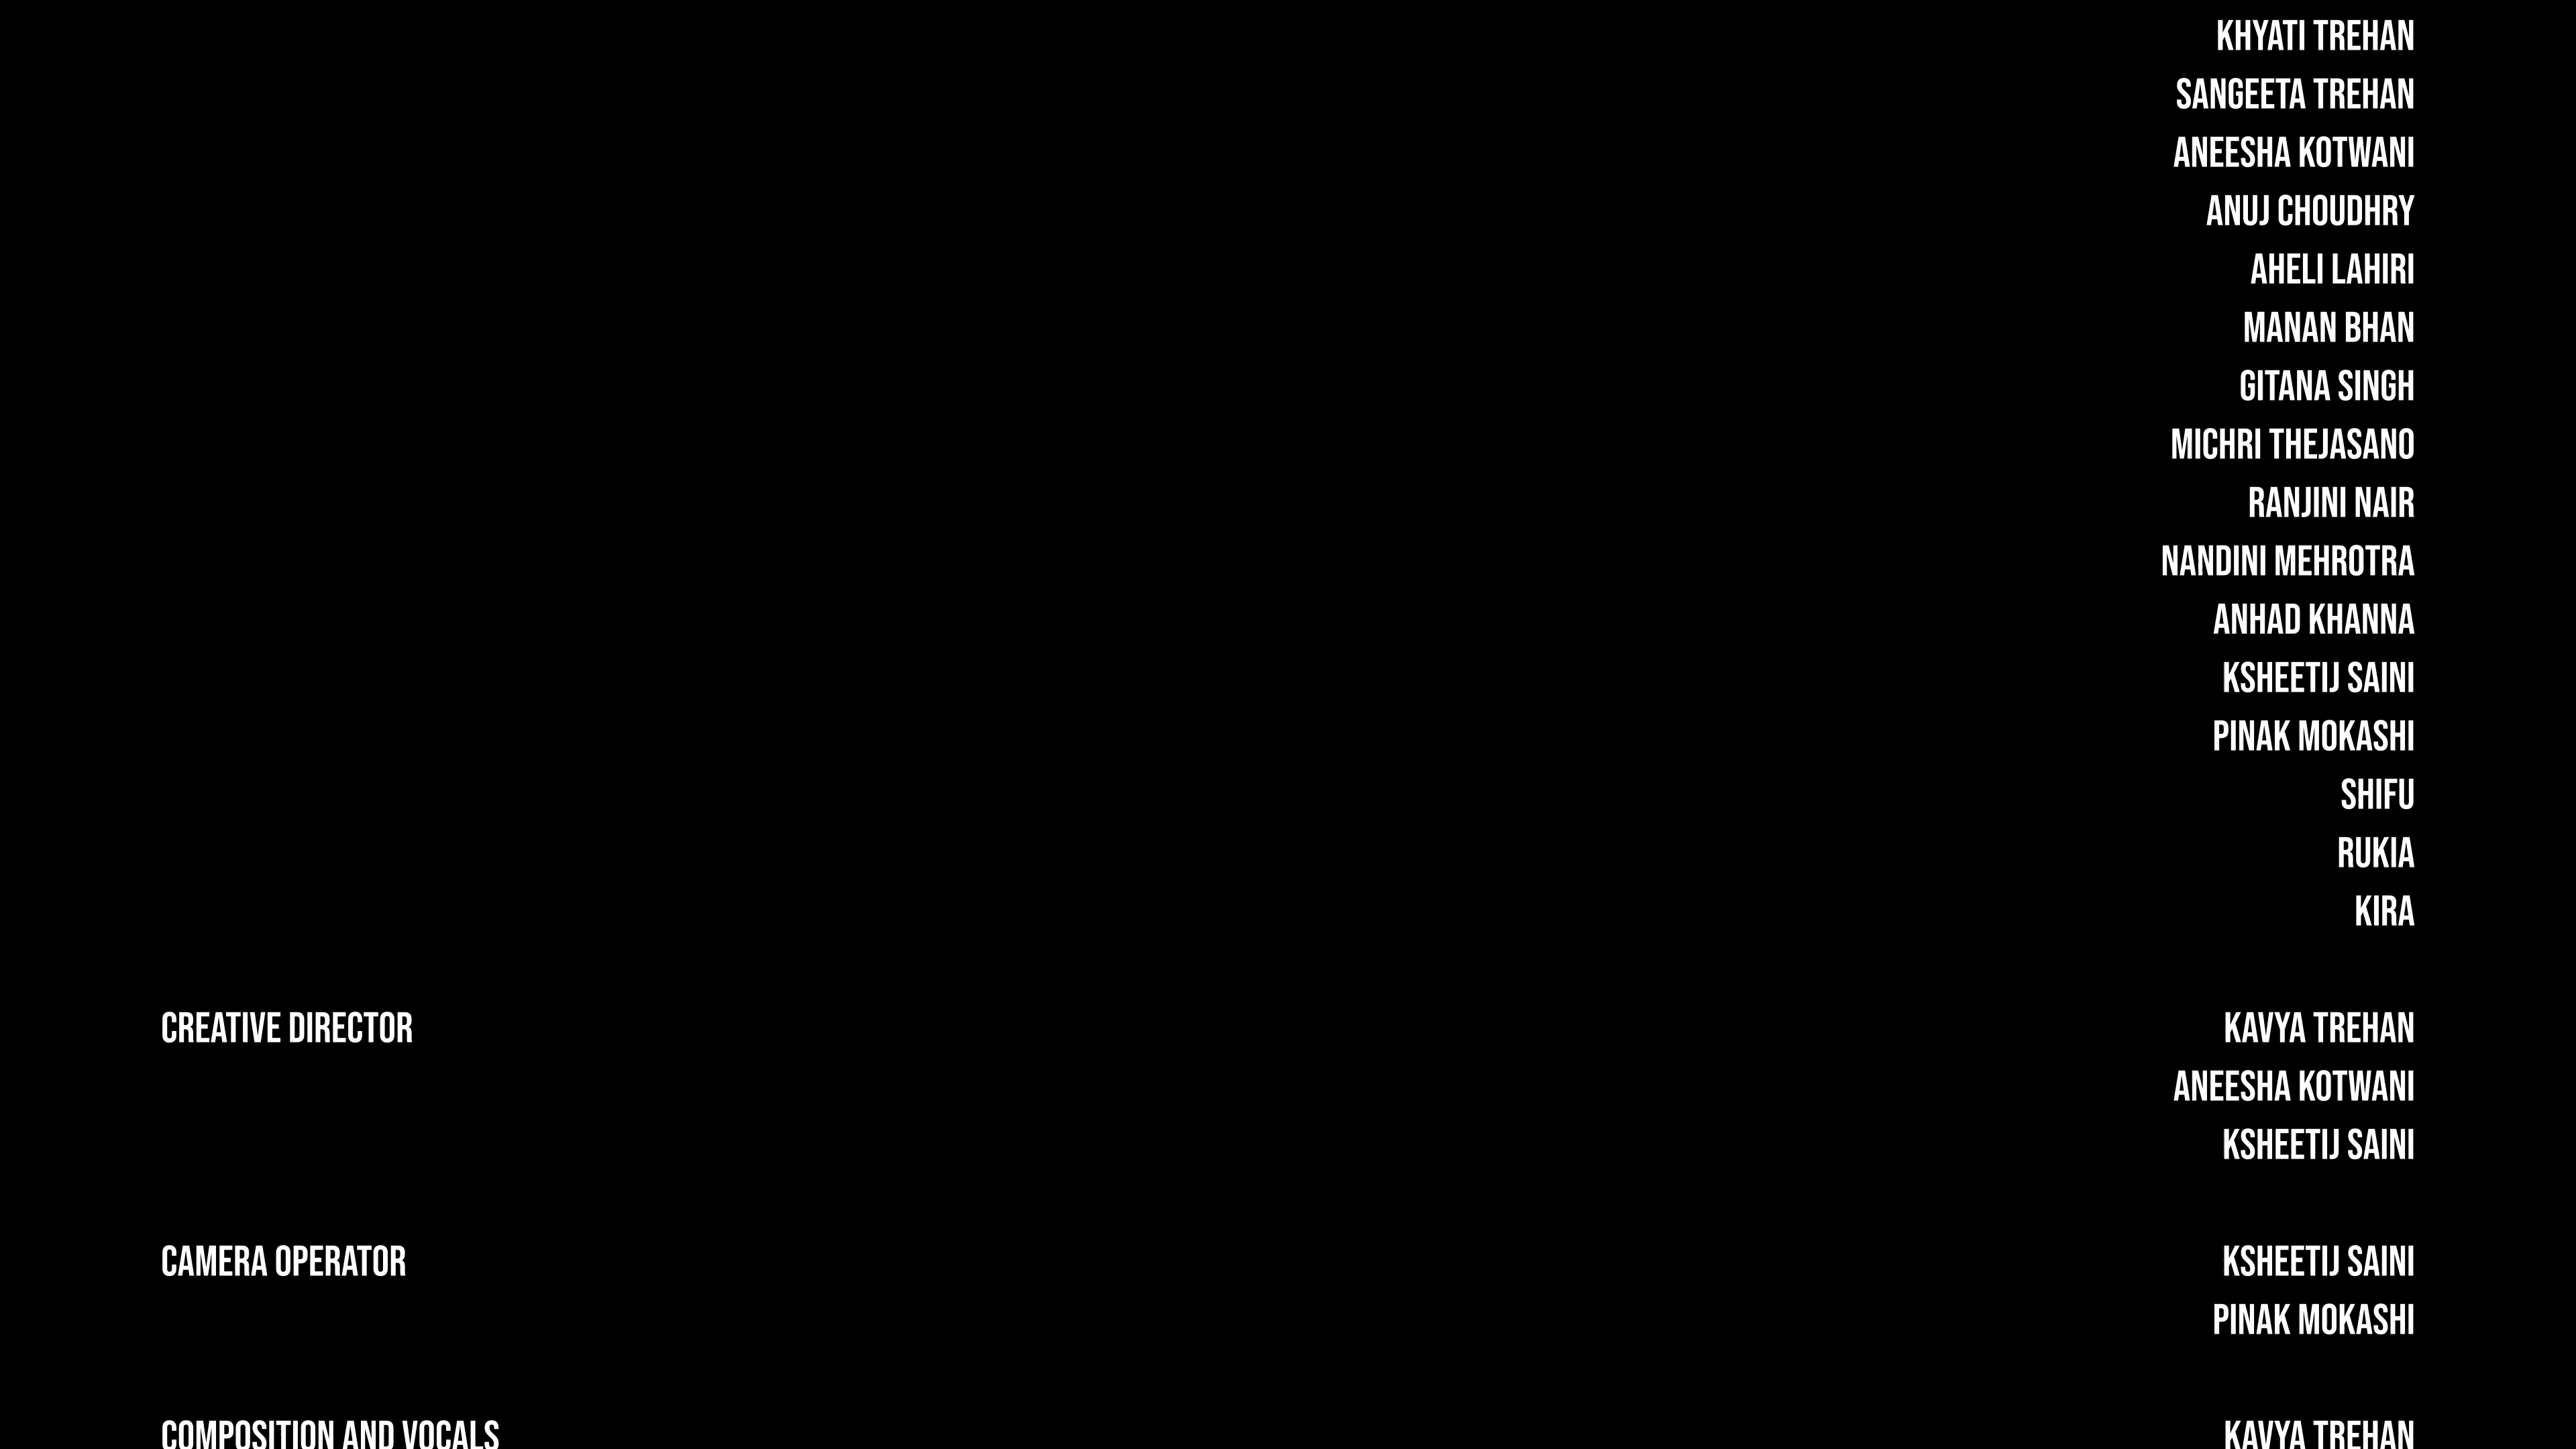 KHYATI TREHAN
SANGEETA TREHAN
ANEESHA KOTWANI
ANUJ CHOUDHRY
AHELI LAHIRI
MANAN BHAN
GITANA SINGH
MICHRI THEJASANO
RANJINI NAIR
NANDINI MEHROTRA
ANHAD KHANNA
KSHEETIJ SAINI
PINAK MOKASHI
SHIFU
RUKIA
KIRA
CREATIVE DIRECTOR KAVYA TREHAN
ANEESHA KOTWANI
KSHEETIJ SAINI
CAMERA OPERATOR KSHEETIJ SAINI
PINAK MOKASHI
COMPOSITION AND VOCALS KAVYA TREHAN